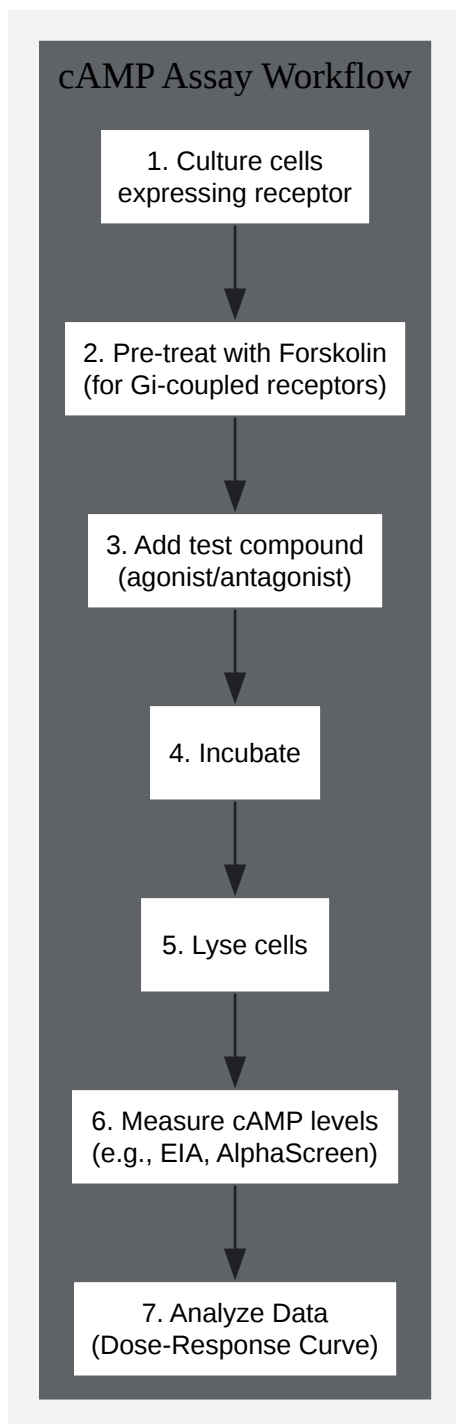 cAMP Assay Workflow
1. Culture cells
expressing receptor
2. Pre-treat with Forskolin
(for Gi-coupled receptors)
3. Add test compound
(agonist/antagonist)
4. Incubate
5. Lyse cells
6. Measure cAMP levels
(e.g., EIA, AlphaScreen)
7. Analyze Data
(Dose-Response Curve)